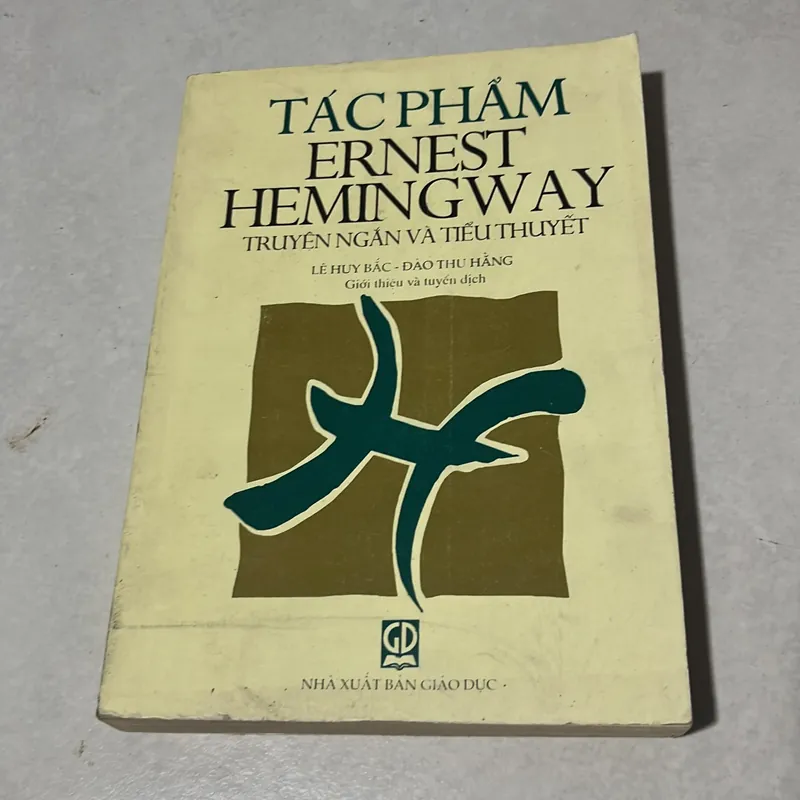 TÁC PHẨM
ERNEST
HEMINGWAY
TRUYỆN NGẮN VÀ TIỂU THUYẾT
LÊ HUY BẮC - ĐÀO THU HẰNG
Giới thiệu và tuyển dịch
GD
NHÀ XUẤT BẢN GIÁO DỤC